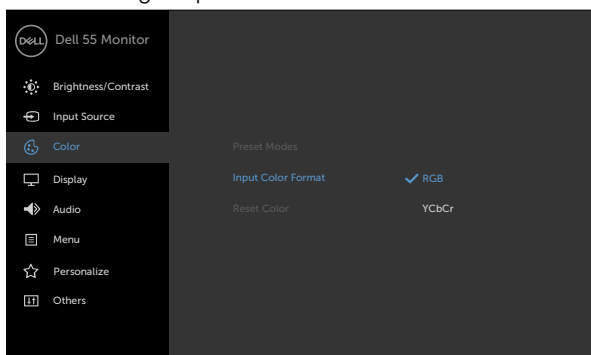 DELL Dell 55 Monitor
Brightness/Contrast
Input Source
Color
Preset Modes
Display
Input Color Format
RGB
Audio
Reset Color
YCbCr
Menu
Personalize
Others